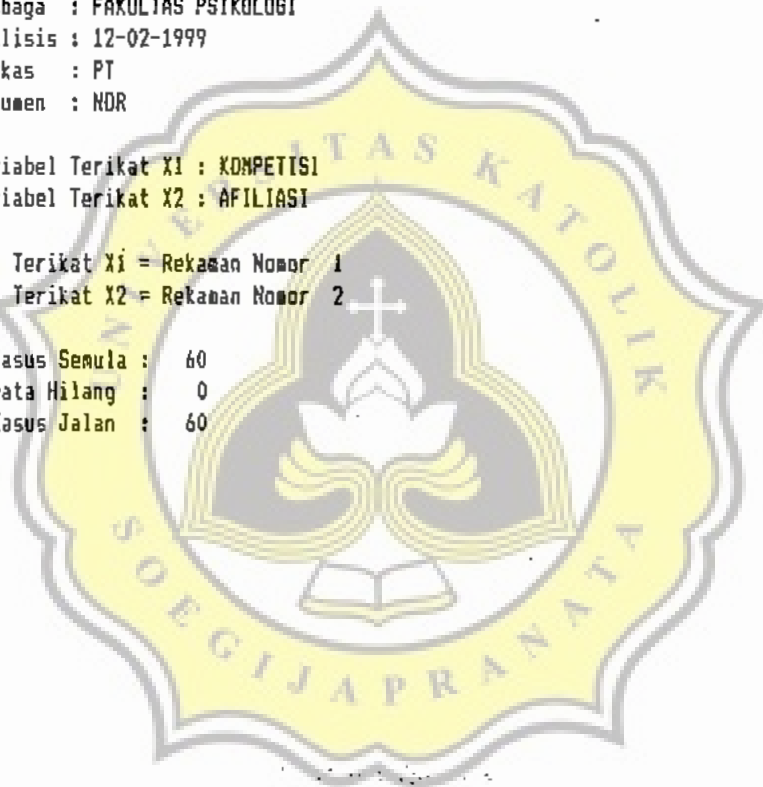 baga : FAKULTAS PSIKOLOGI
lisis : 12-02-1999
kas : PT
umen : NDR
iabel Terikat X1 : KOMPETISI
iabel Terikat X2 : AFILIASI
Terikat X1 = Rekaman Nomor 1
Terikat X2 = Rekaman Nomor 2
asus Semula : 60
ata Hilang : 0
asus Jalan : 60
UNIVERSITAS KATOLIK
SOEGIJAPRANATA